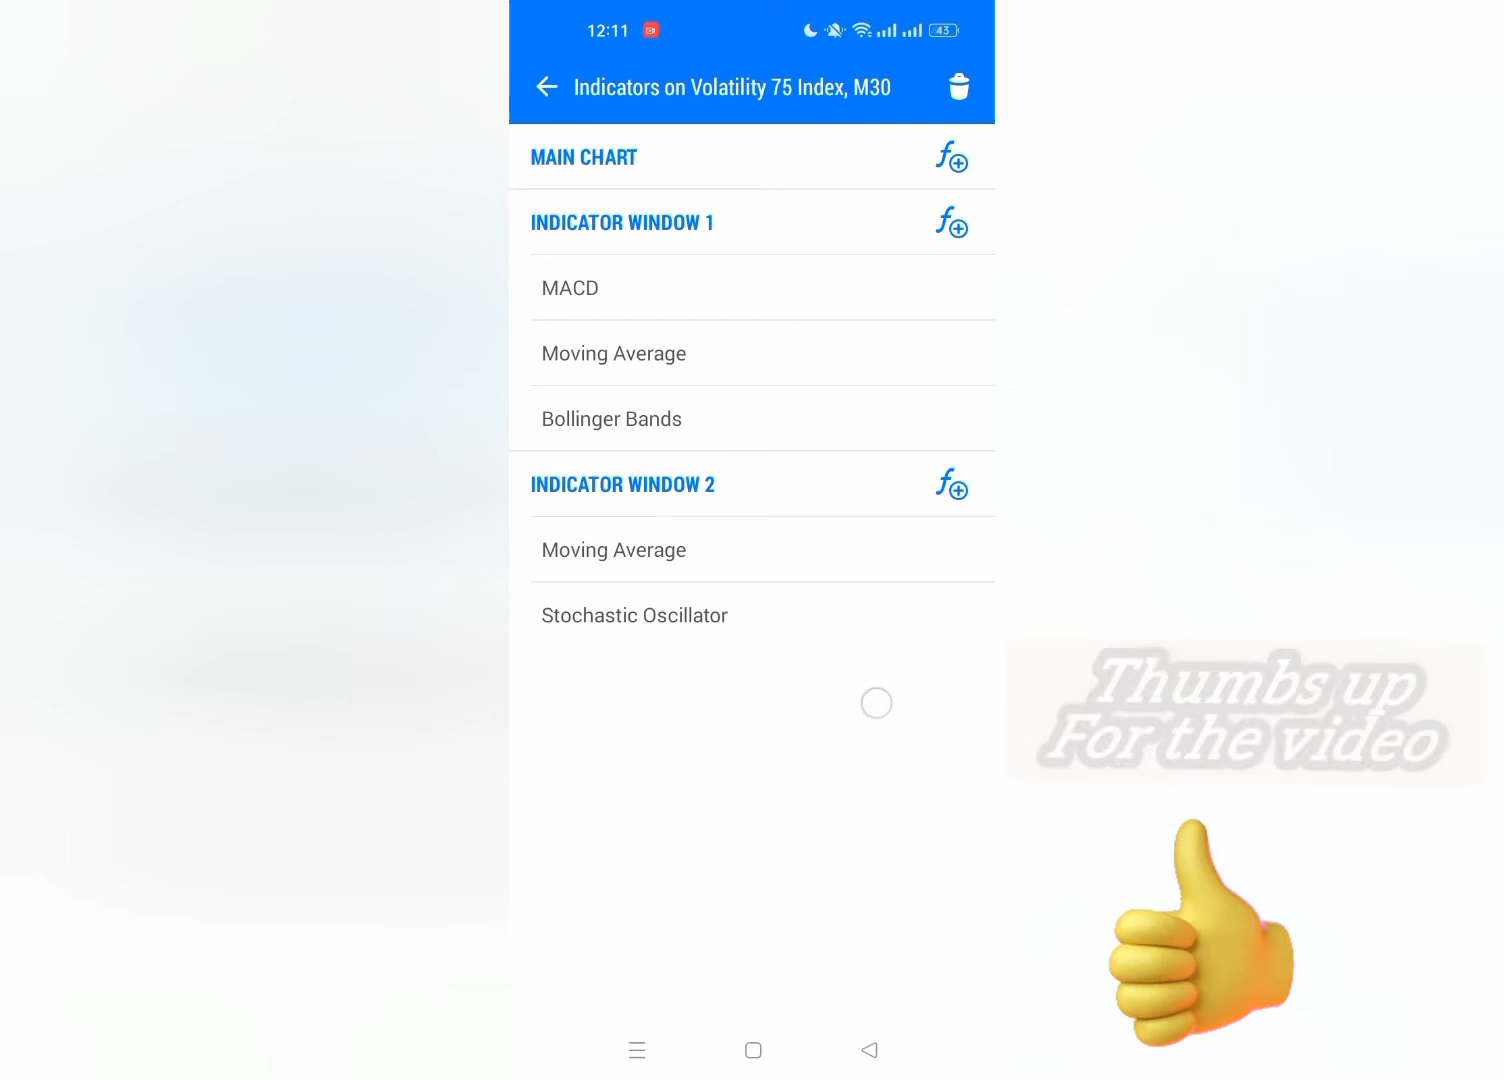 12:11
43
Indicators on Volatility 75 Index, M30
MAIN CHART
INDICATOR WINDOW 1
MACD
Moving Average
Bollinger Bands
INDICATOR WINDOW 2
Moving Average
Stochastic Oscillator
Thumbs up
For the video